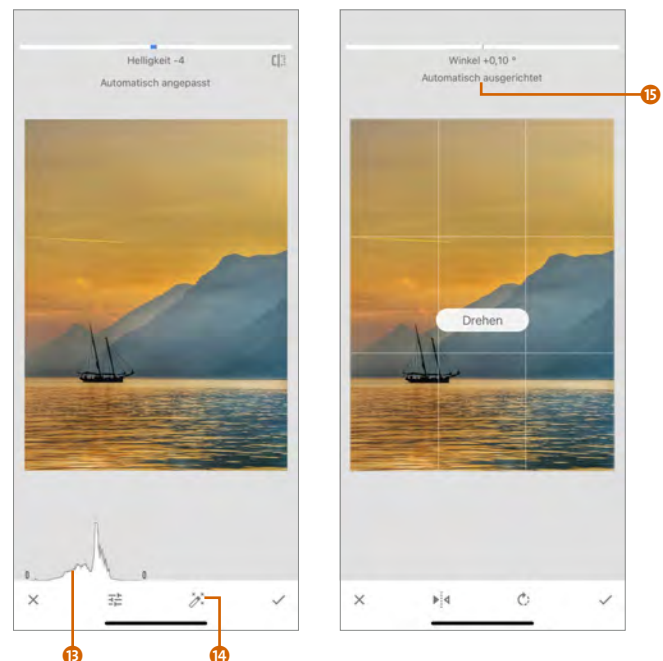 Helligkeit -4
Automatisch angepasst
Winkel +0,10 °
Automatisch ausgerichtet
15
Drehen
0 0
13
14